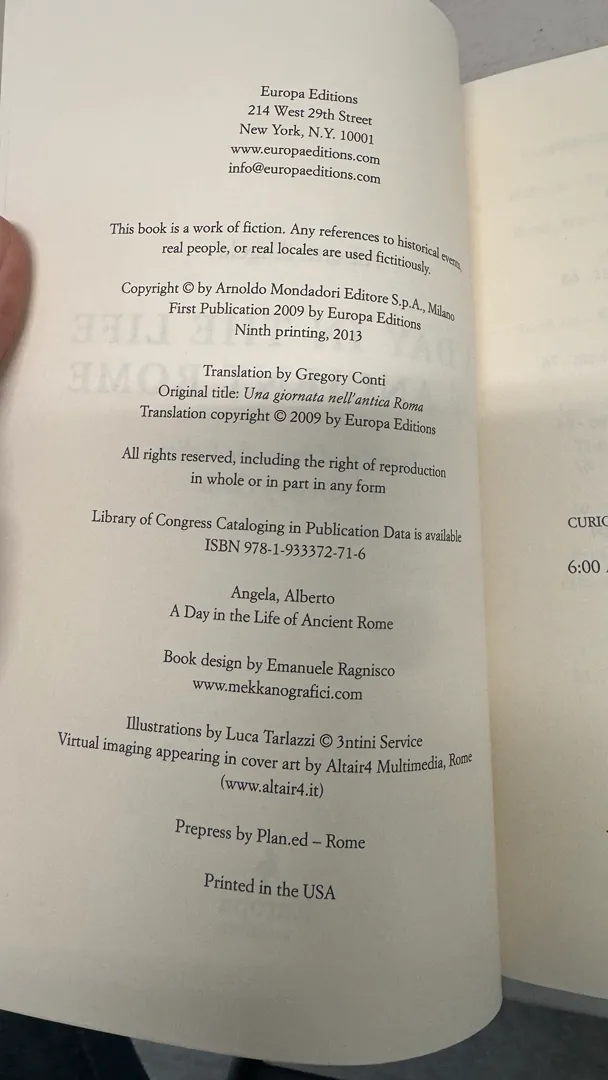 Europa Editions
214 West 29th Street
New York, N.Y. 10001
www.europaeditions.com
info@europaeditions.com
This book is a work of fiction. Any references to historical events,
real people, or real locales are used fictitiously.
Copyright © by Arnoldo Mondadori Editore S.p.A., Milano
First Publication 2009 by Europa Editions
Ninth printing, 2013
Translation by Gregory Conti
Original title: Una giornata nell'antica Roma
Translation copyright © 2009 by Europa Editions
All rights reserved, including the right of reproduction
in whole or in part in any form
Library of Congress Cataloging in Publication Data is available
ISBN 978-1-933372-71-6
Angela, Alberto
A Day in the Life of Ancient Rome
Book design by Emanuele Ragnisco
www.mekkanografici.com
Illustrations by Luca Tarlazzi © 3ntini Service
Virtual imaging appearing in cover art by Altair4 Multimedia, Rome
(www.altair4.it)
Prepress by Plan.ed – Rome
Printed in the USA
CURIO
6:00